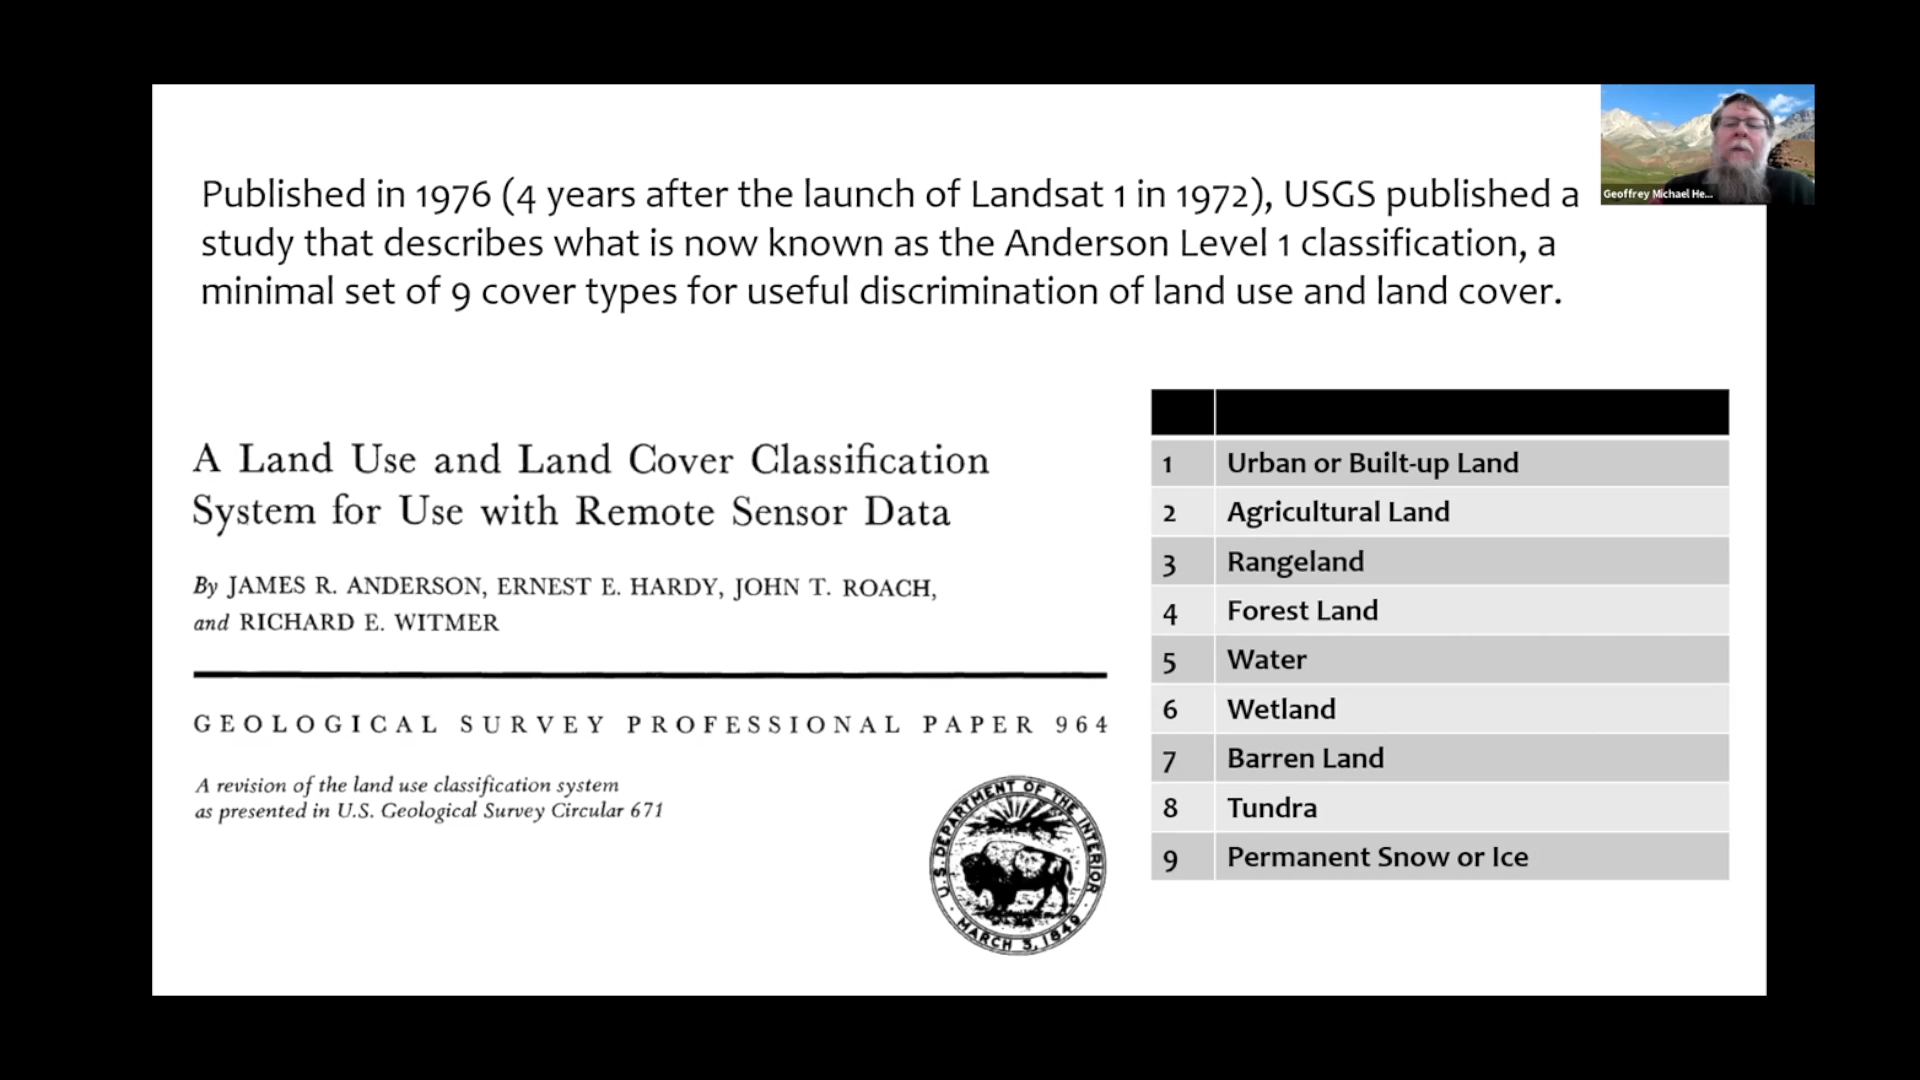 Published in 1976 (4 years after the launch of Landsat 1 in 1972), USGS published a
study that describes what is now known as the Anderson Level 1 classification, a
minimal set of 9 cover types for useful discrimination of land use and land cover.
Geoffrey Michael He...
A Land Use and Land Cover Classification
System for Use with Remote Sensor Data
By JAMES R. ANDERSON, ERNEST E. HARDY, JOHN T. ROACH,
and RICHARD E. WITMER
GEOLOGICAL SURVEY PROFESSIONAL PAPER 964
A revision of the land use classification system
as presented in U.S. Geological Survey Circular 671
U.S. DEPARTMENT OF THE INTERIOR
MARCH 3, 1849
1 Urban or Built-up Land
2 Agricultural Land
3 Rangeland
4 Forest Land
5 Water
6 Wetland
7 Barren Land
8 Tundra
9 Permanent Snow or Ice